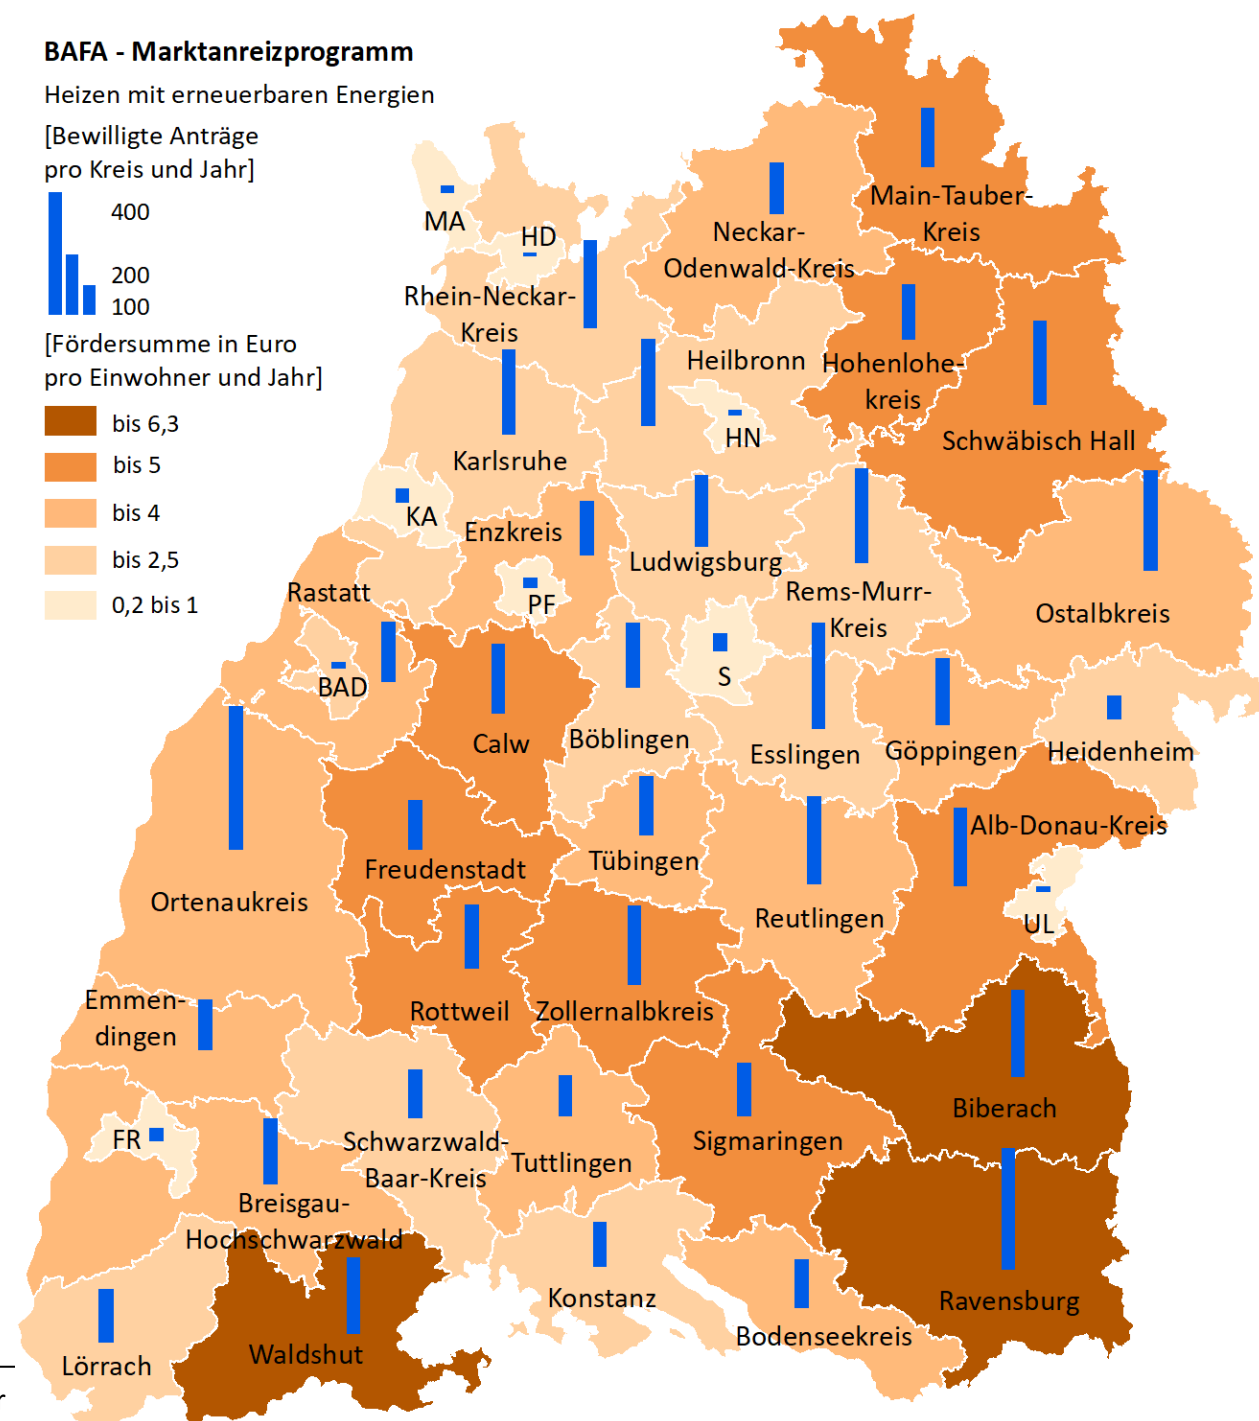 BAFA - Marktanreizprogramm
Heizen mit erneuerbaren Energien
[Bewilligte Anträge
pro Kreis und Jahr]
400
200
100
[Fördersumme in Euro
pro Einwohner und Jahr]
bis 6,3
bis 5
bis 4
bis 2,5
0,2 bis 1
Main-Tauber-
Kreis
MA
HD
Neckar-
Odenwald-Kreis
Rhein-Neckar-
Kreis
Heilbronn
Hohenlohe-
kreis
HN
Schwäbisch Hall
Karlsruhe
KA
Enzkreis
Ludwigsburg
Rems-Murr-
Kreis
Rastatt
PF
Ostalbkreis
BAD
S
Calw
Böblingen
Esslingen
Göppingen
Heidenheim
Alb-Donau-Kreis
Freudenstadt
Tübingen
Ortenaukreis
Reutlingen
UL
Emmen-
dingen
Rottweil
Zollernalbkreis
Biberach
FR
Schwarzwald-
Baar-Kreis
Tuttlingen
Sigmaringen
Breisgau-
Hochschwarzwald
Konstanz
Ravensburg
Bodenseekreis
Waldshut
Lörrach
r